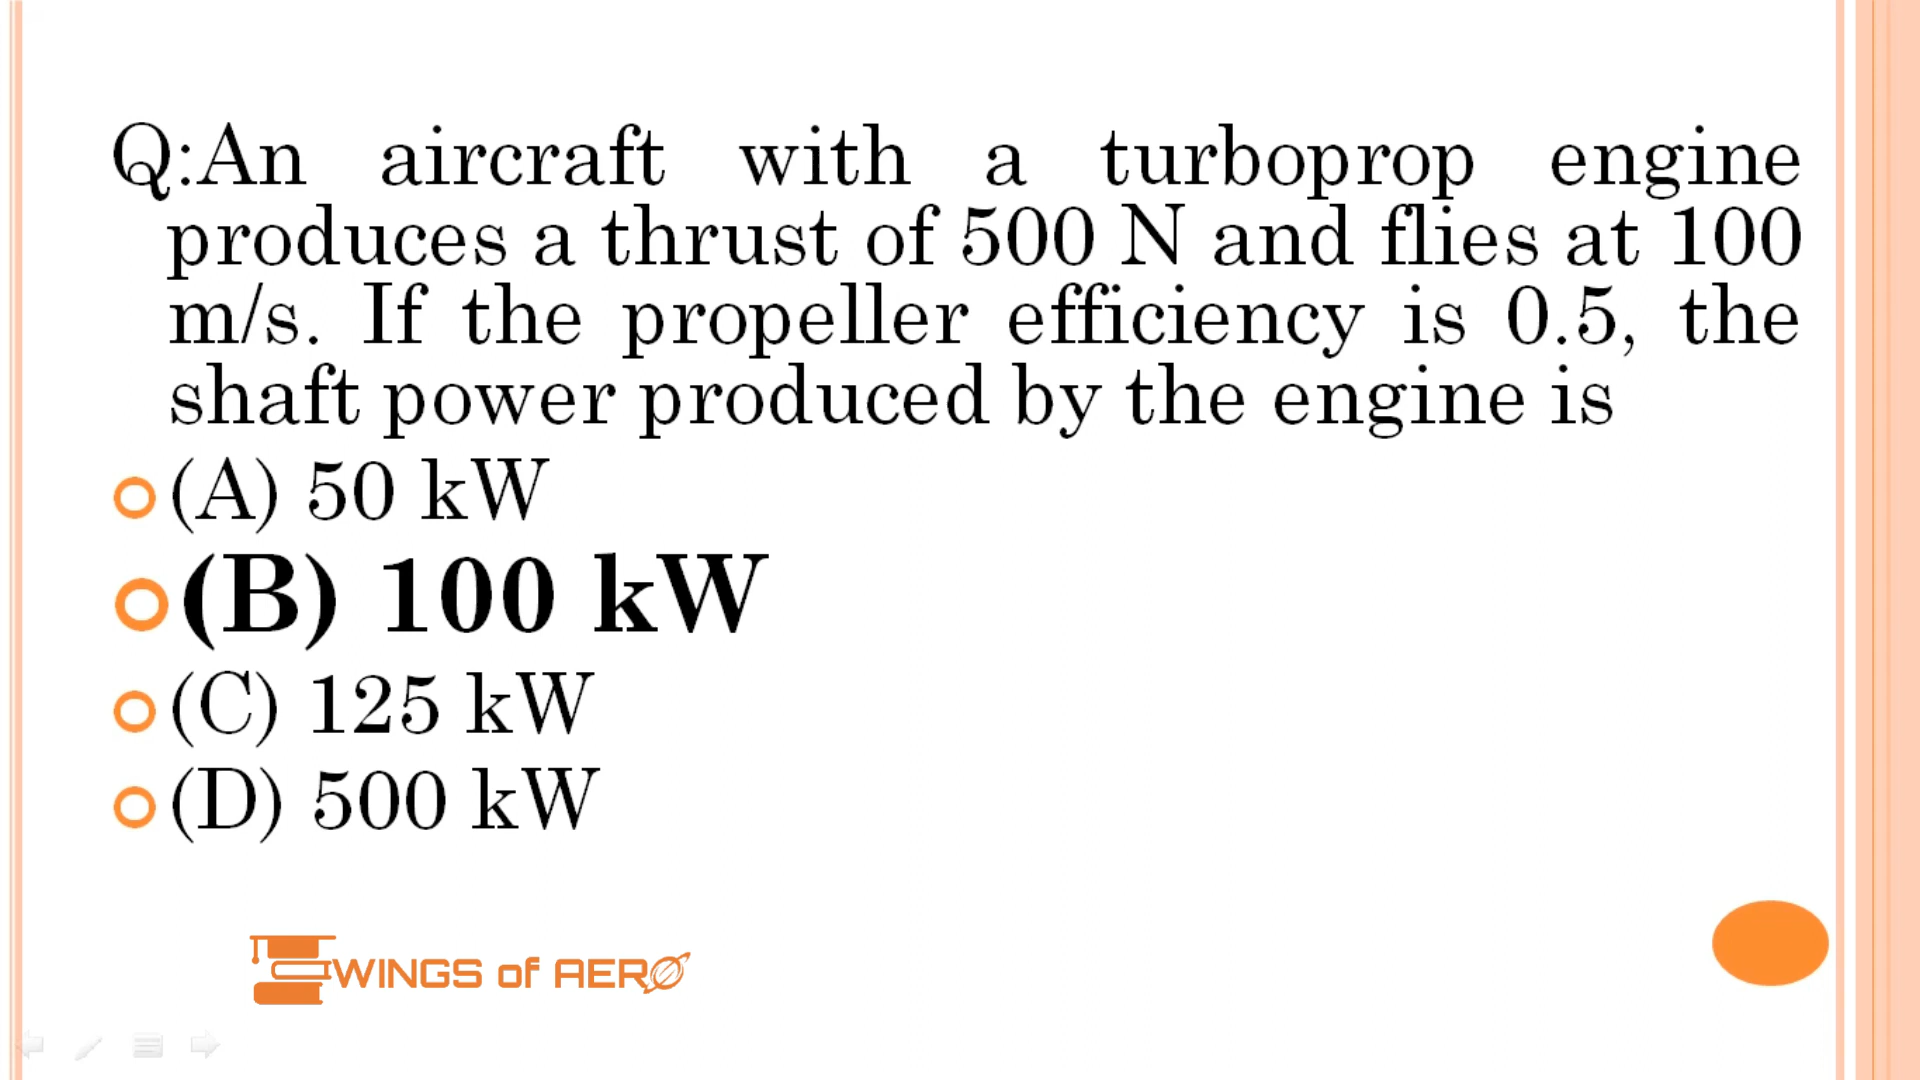 Q:An aircraft with a turboprop engine
produces a thrust of 500 N and flies at 100
m/s. If the propeller efficiency is 0.5, the
shaft power produced by the engine is
(A) 50 kW
(B) 100 kW
(C) 125 kW
(D) 500 kW
WINGS of AERO